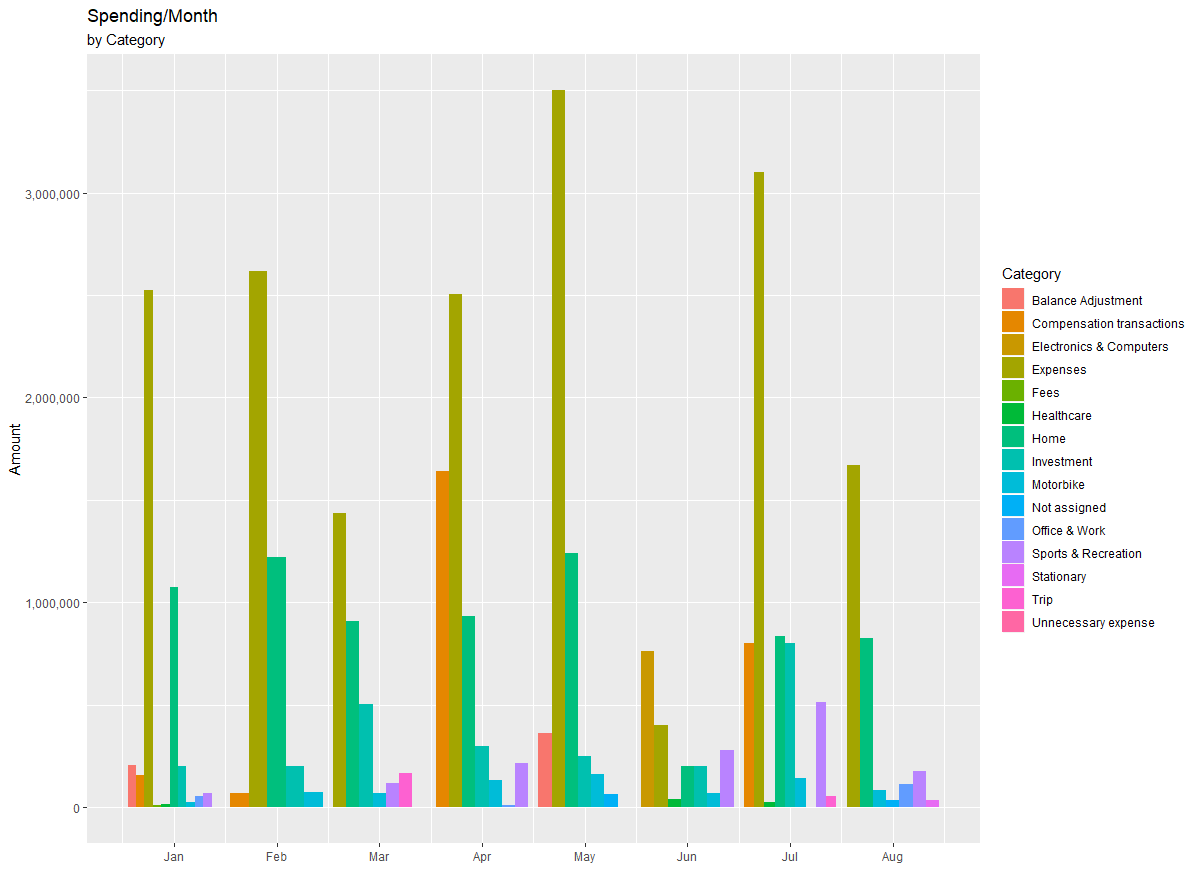 Spending/Month
by Category
Amount
3,000,000
2,000,000
1,000,000
0
Jan Feb Mar Apr May Jun Jul Aug
Category
Balance Adjustment
Compensation transactions
Electronics & Computers
Expenses
Fees
Healthcare
Home
Investment
Motorbike
Not assigned
Office & Work
Sports & Recreation
Stationary
Trip
Unnecessary expense